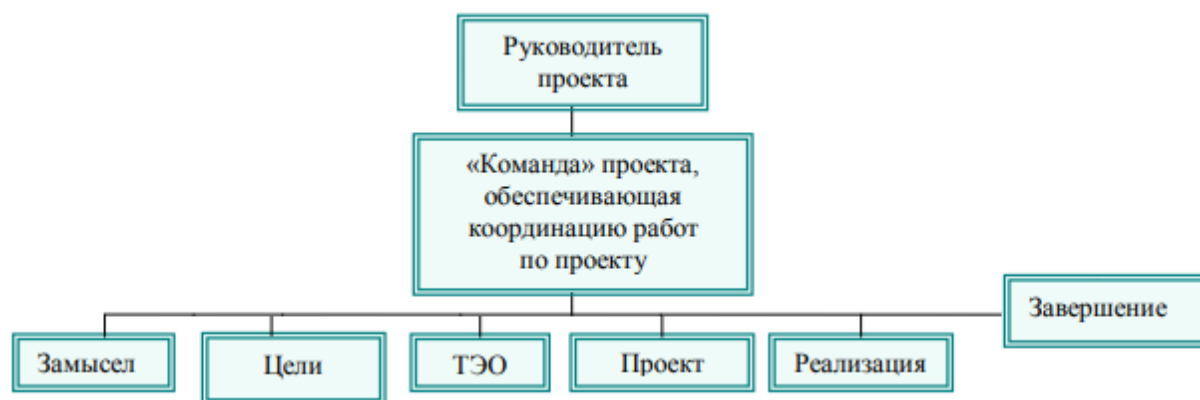 Руководитель
проекта
«Команда» проекта,
обеспечивающая
координацию работ
по проекту
Замысел
Цели
ТЭО
Проект
Реализация
Завершение